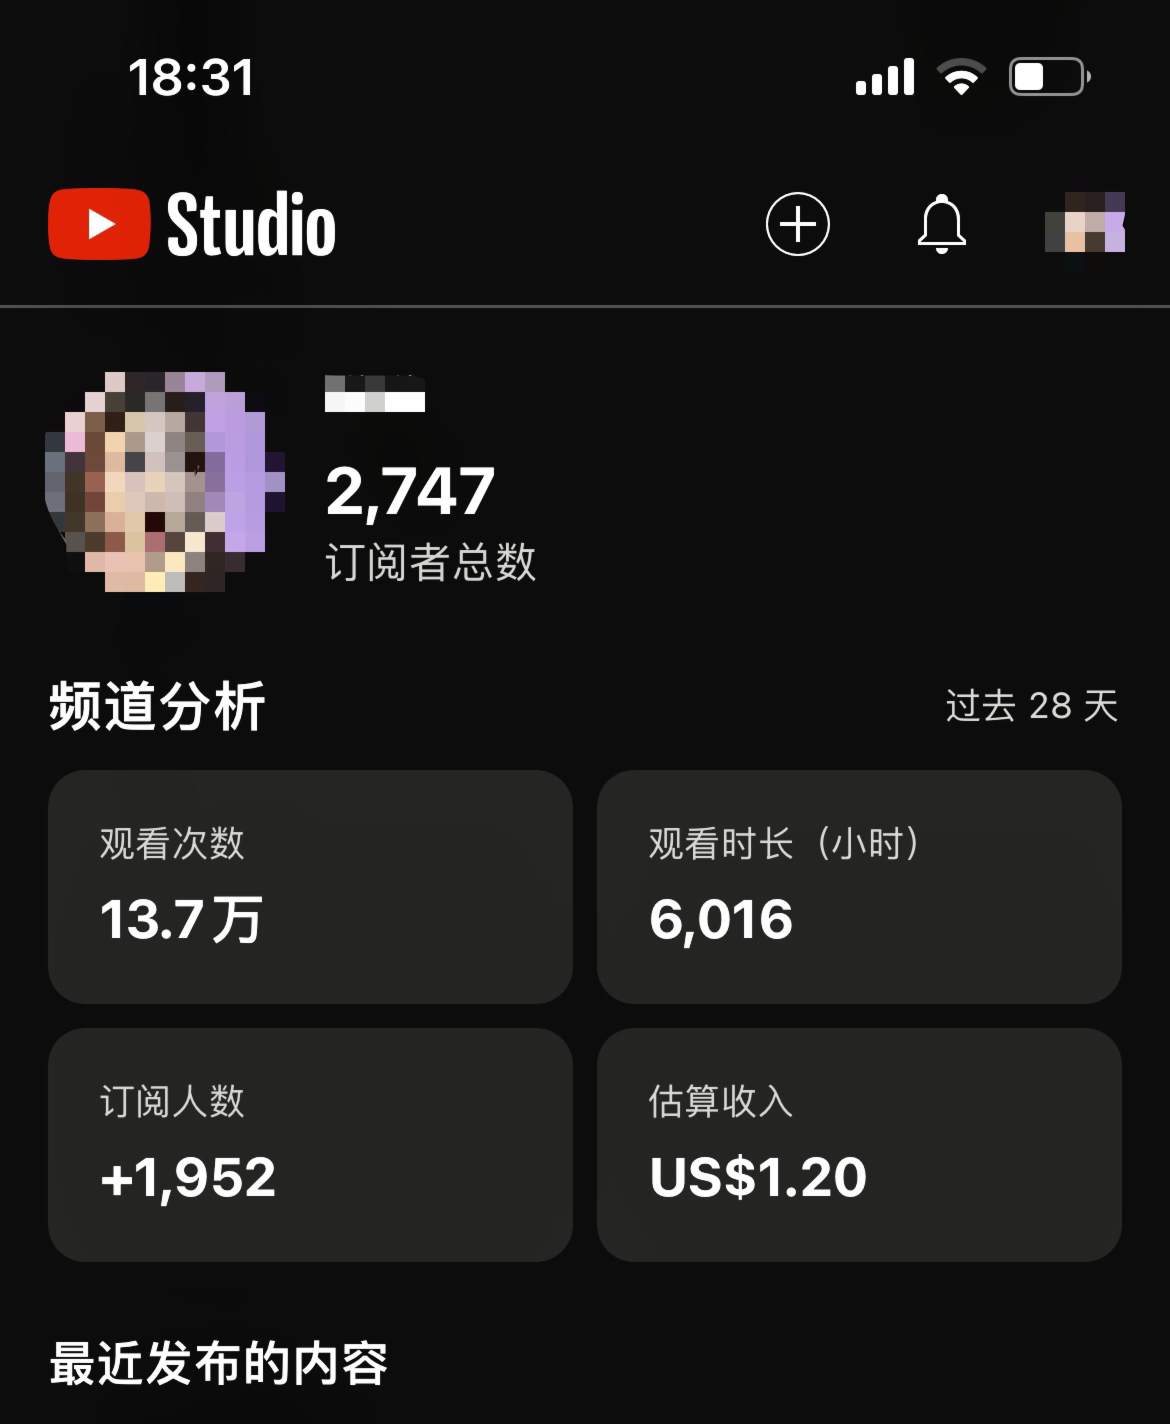 18:31
Studio
2,747
订阅者总数
频道分析
过去 28 天
观看次数
13.7万
观看时长（小时）
6,016
订阅人数
+1,952
估算收入
US$1.20
最近发布的内容